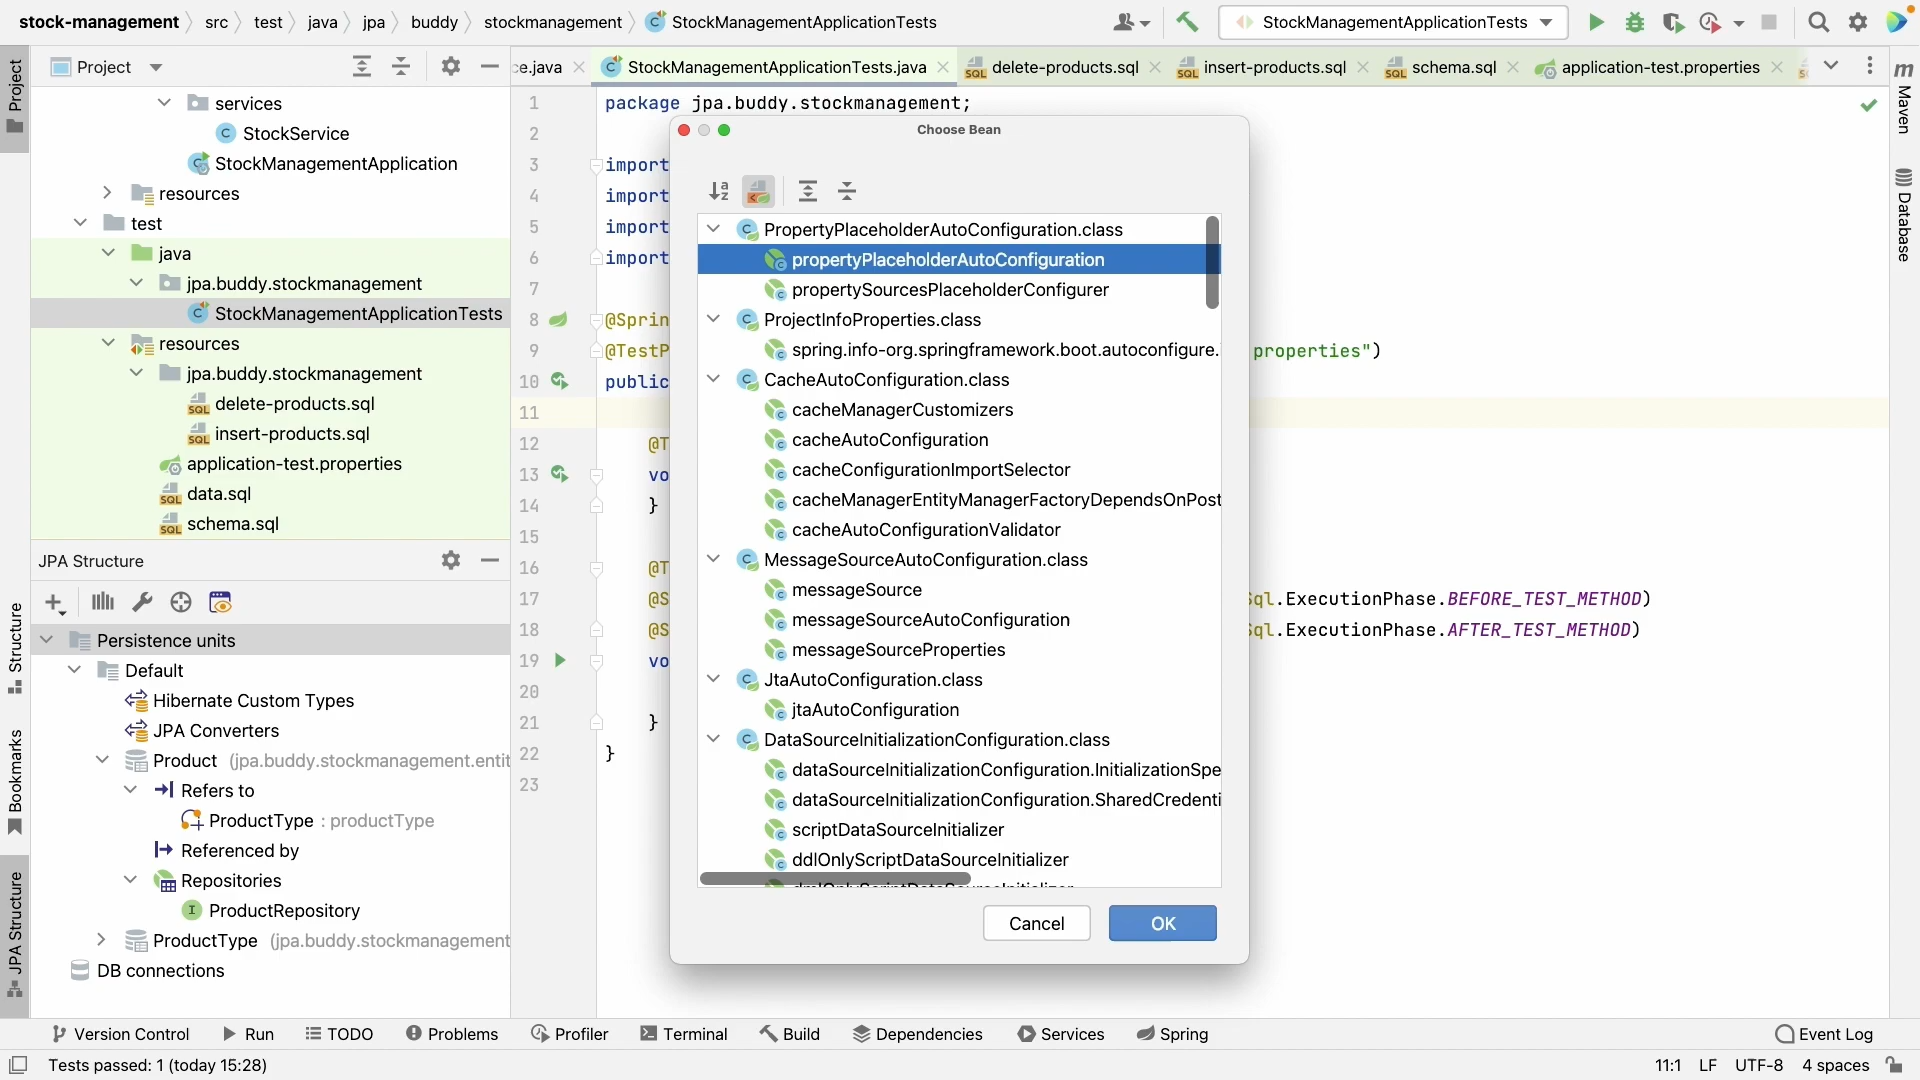 stock-management src test java jpa buddy stockmanagement StockManagementApplicationTests
StockManagementApplicationTests
Project
ce.java
StockManagementApplicationTests.java
delete-products.sql
insert-products.sql
schema.sql
application-test.properties
Project
Structure
Bookmarks
JPA Structure
Maven
Database
services
StockService
StockManagementApplication
resources
test
java
jpa.buddy.stockmanagement
StockManagementApplicationTests
resources
jpa.buddy.stockmanagement
delete-products.sql
insert-products.sql
application-test.properties
data.sql
schema.sql
JPA Structure
Persistence units
Default
Hibernate Custom Types
JPA Converters
Product (jpa.buddy.stockmanagement.entit
Refers to
ProductType : productType
Referenced by
Repositories
ProductRepository
ProductType (jpa.buddy.stockmanagement
DB connections
1 package jpa.buddy.stockmanagement;
2
3 import
4 import
5 import
6 import
7
8 @Sprin
9 @TestP properties")
10 public
11
12 @T
13 vo
14 }
15
16 @T
17 @S Sql.ExecutionPhase.BEFORE_TEST_METHOD)
18 @S Sql.ExecutionPhase.AFTER_TEST_METHOD)
19 vo
20
21 }
22 }
23
Choose Bean
PropertyPlaceholderAutoConfiguration.class
propertyPlaceholderAutoConfiguration
propertySourcesPlaceholderConfigurer
ProjectInfoProperties.class
spring.info-org.springframework.boot.autoconfigure.
CacheAutoConfiguration.class
cacheManagerCustomizers
cacheAutoConfiguration
cacheConfigurationImportSelector
cacheManagerEntityManagerFactoryDependsOnPost
cacheAutoConfigurationValidator
MessageSourceAutoConfiguration.class
messageSource
messageSourceAutoConfiguration
messageSourceProperties
JtaAutoConfiguration.class
jtaAutoConfiguration
DataSourceInitializationConfiguration.class
dataSourceInitializationConfiguration.InitializationSpe
dataSourceInitializationConfiguration.SharedCredenti
scriptDataSourceInitializer
ddlOnlyScriptDataSourceInitializer
Cancel
OK
Version Control Run TODO Problems Profiler Terminal Build Dependencies Services Spring Event Log
Tests passed: 1 (today 15:28) 11:1 LF UTF-8 4 spaces